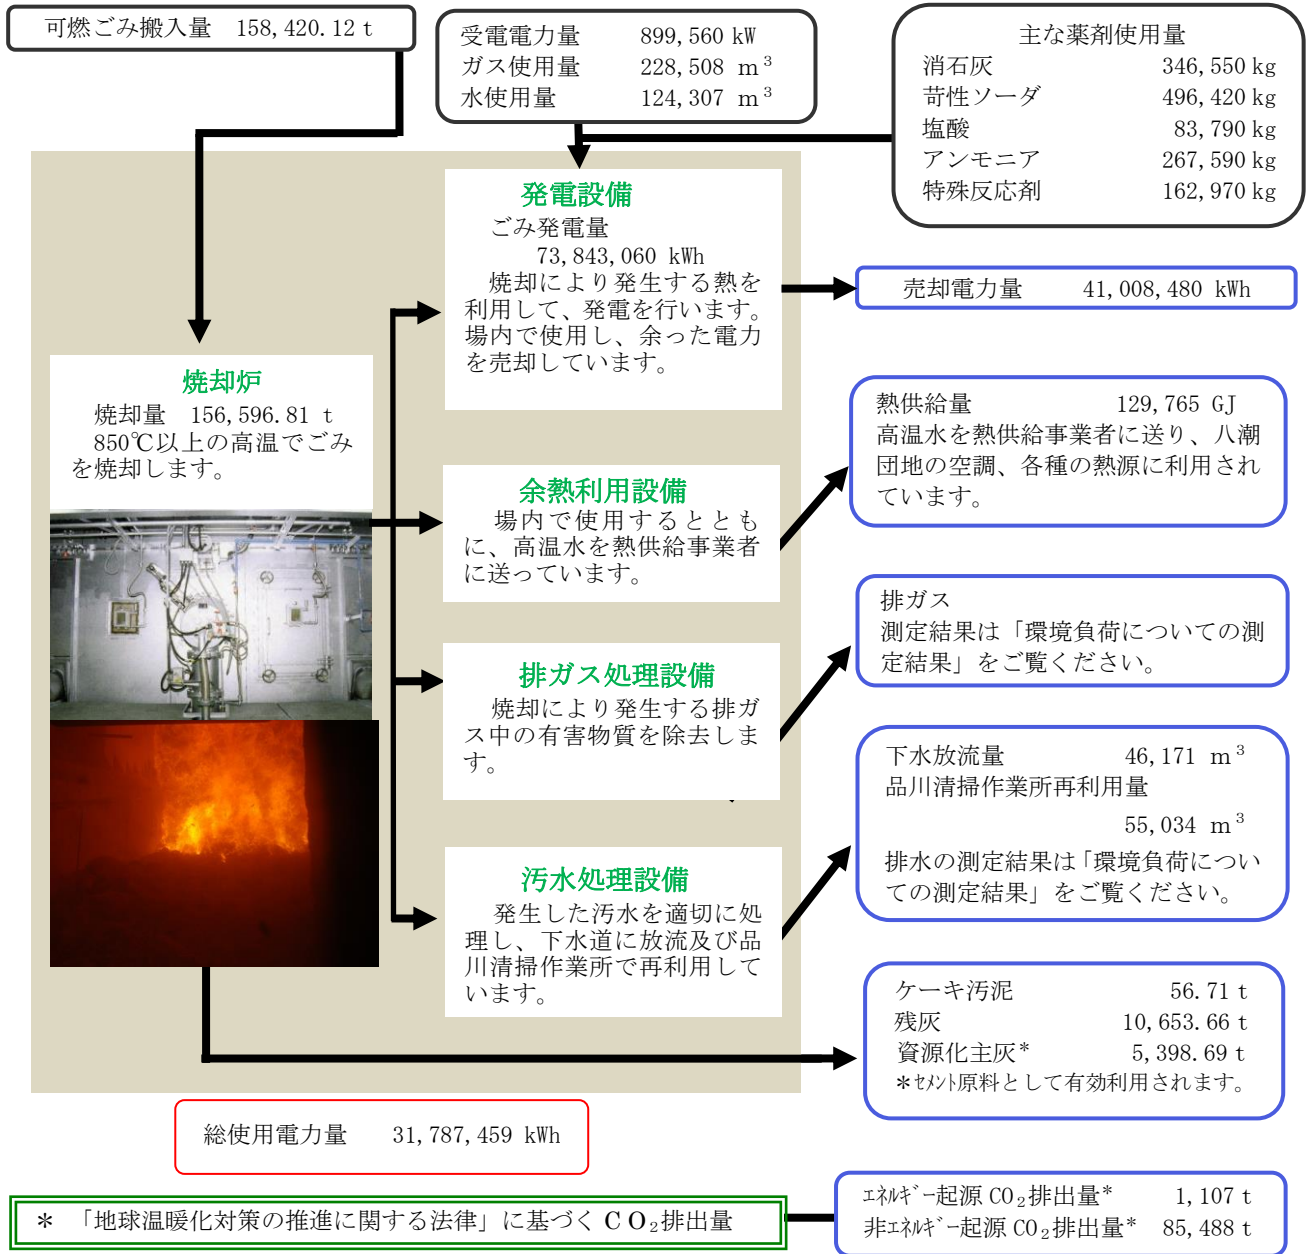 可燃ごみ搬入量 158,420.12 t
受電電力量 899,560 kW
ガス使用量 228,508 m³
水使用量 124,307 m³
主な薬剤使用量
消石灰 346,550 kg
苛性ソーダ 496,420 kg
塩酸 83,790 kg
アンモニア 267,590 kg
特殊反応剤 162,970 kg
発電設備
ごみ発電量
73,843,060 kWh
焼却により発生する熱を
利用して、発電を行います。
場内で使用し、余った電力
を売却しています。
売却電力量 41,008,480 kWh
焼却炉
焼却量 156,596.81 t
850℃以上の高温でごみ
を焼却します。
熱供給量 129,765 GJ
高温水を熱供給事業者に送り、八潮
団地の空調、各種の熱源に利用され
ています。
余熱利用設備
場内で使用するととも
に、高温水を熱供給事業者
に送っています。
排ガス
測定結果は「環境負荷についての測
定結果」をご覧ください。
排ガス処理設備
焼却により発生する排ガ
ス中の有害物質を除去しま
す。
下水放流量 46,171 m³
品川清掃作業所再利用量
55,034 m³
排水の測定結果は「環境負荷につい
ての測定結果」をご覧ください。
汚水処理設備
発生した汚水を適切に処
理し、下水道に放流及び品
川清掃作業所で再利用して
います。
ケーキ汚泥 56.71 t
残灰 10,653.66 t
資源化主灰* 5,398.69 t
*ｾﾒﾝﾄ原料として有効利用されます。
総使用電力量 31,787,459 kWh
* 「地球温暖化対策の推進に関する法律」に基づくＣＯ₂排出量
ｴﾈﾙｷﾞｰ起源 CO₂排出量* 1,107 t
非ｴﾈﾙｷﾞｰ起源 CO₂排出量* 85,488 t